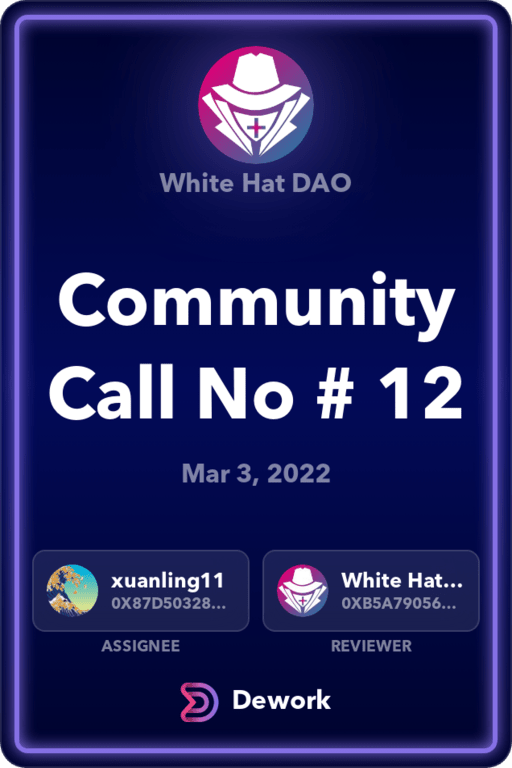 White Hat DAO
Community
Call No # 12
Mar 3, 2022
xuanling11
0X87D50328...
ASSIGNEE
White Hat...
0XB5A79056...
REVIEWER
Dework